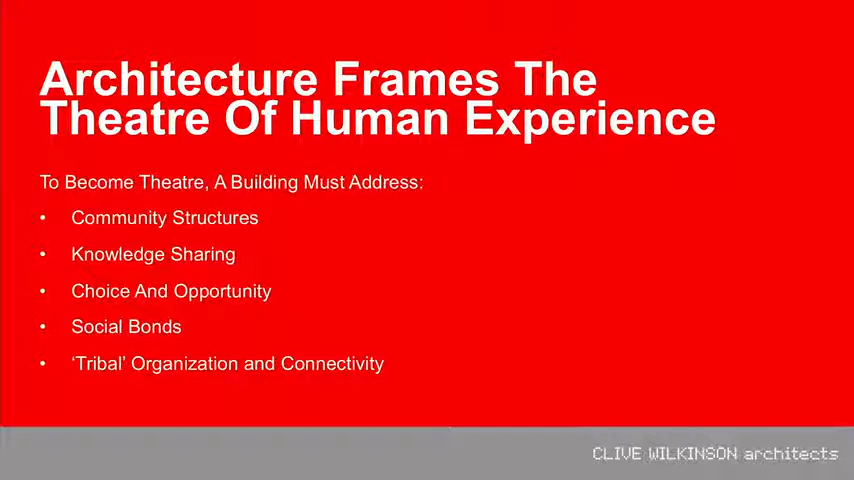 Architecture Frames The
Theatre Of Human Experience
To Become Theatre, A Building Must Address:
• Community Structures
• Knowledge Sharing
• Choice And Opportunity
• Social Bonds
• ‘Tribal’ Organization and Connectivity
CLIVE WILKINSON architects